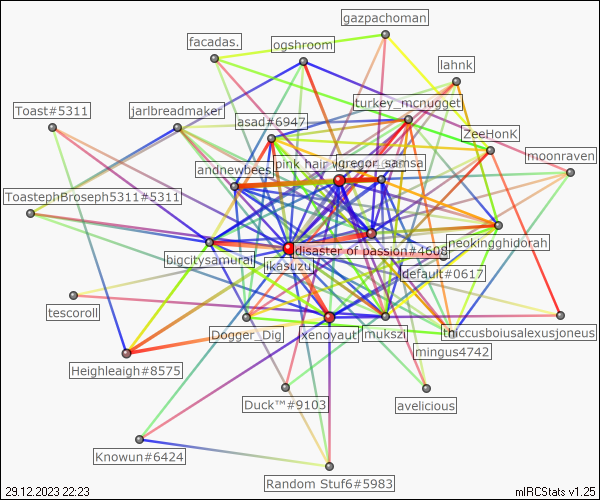 gazpachoman
facadas.
ogshroom
lahnk
turkey_mcnugget
Toast#5311
jarlbreadmaker
asad#6947
ZeeHonK
andnewbees
pink hair
gregor_samsa
moonraven
ToastephBroseph5311#5311
neokingghidorah
bigcitysamurai
disaster of passion#4608
ikasuzu
default#0617
tescoroll
Dogger_Dig
xenoyaut
mukszi
thiccusboiusalexusjoneus
mingus4742
Heighleaigh#8575
Duck™#9103
avelicious
Knowun#6424
Random Stuf6#5983
29.12.2023 22:23
mIRCStats v1.25